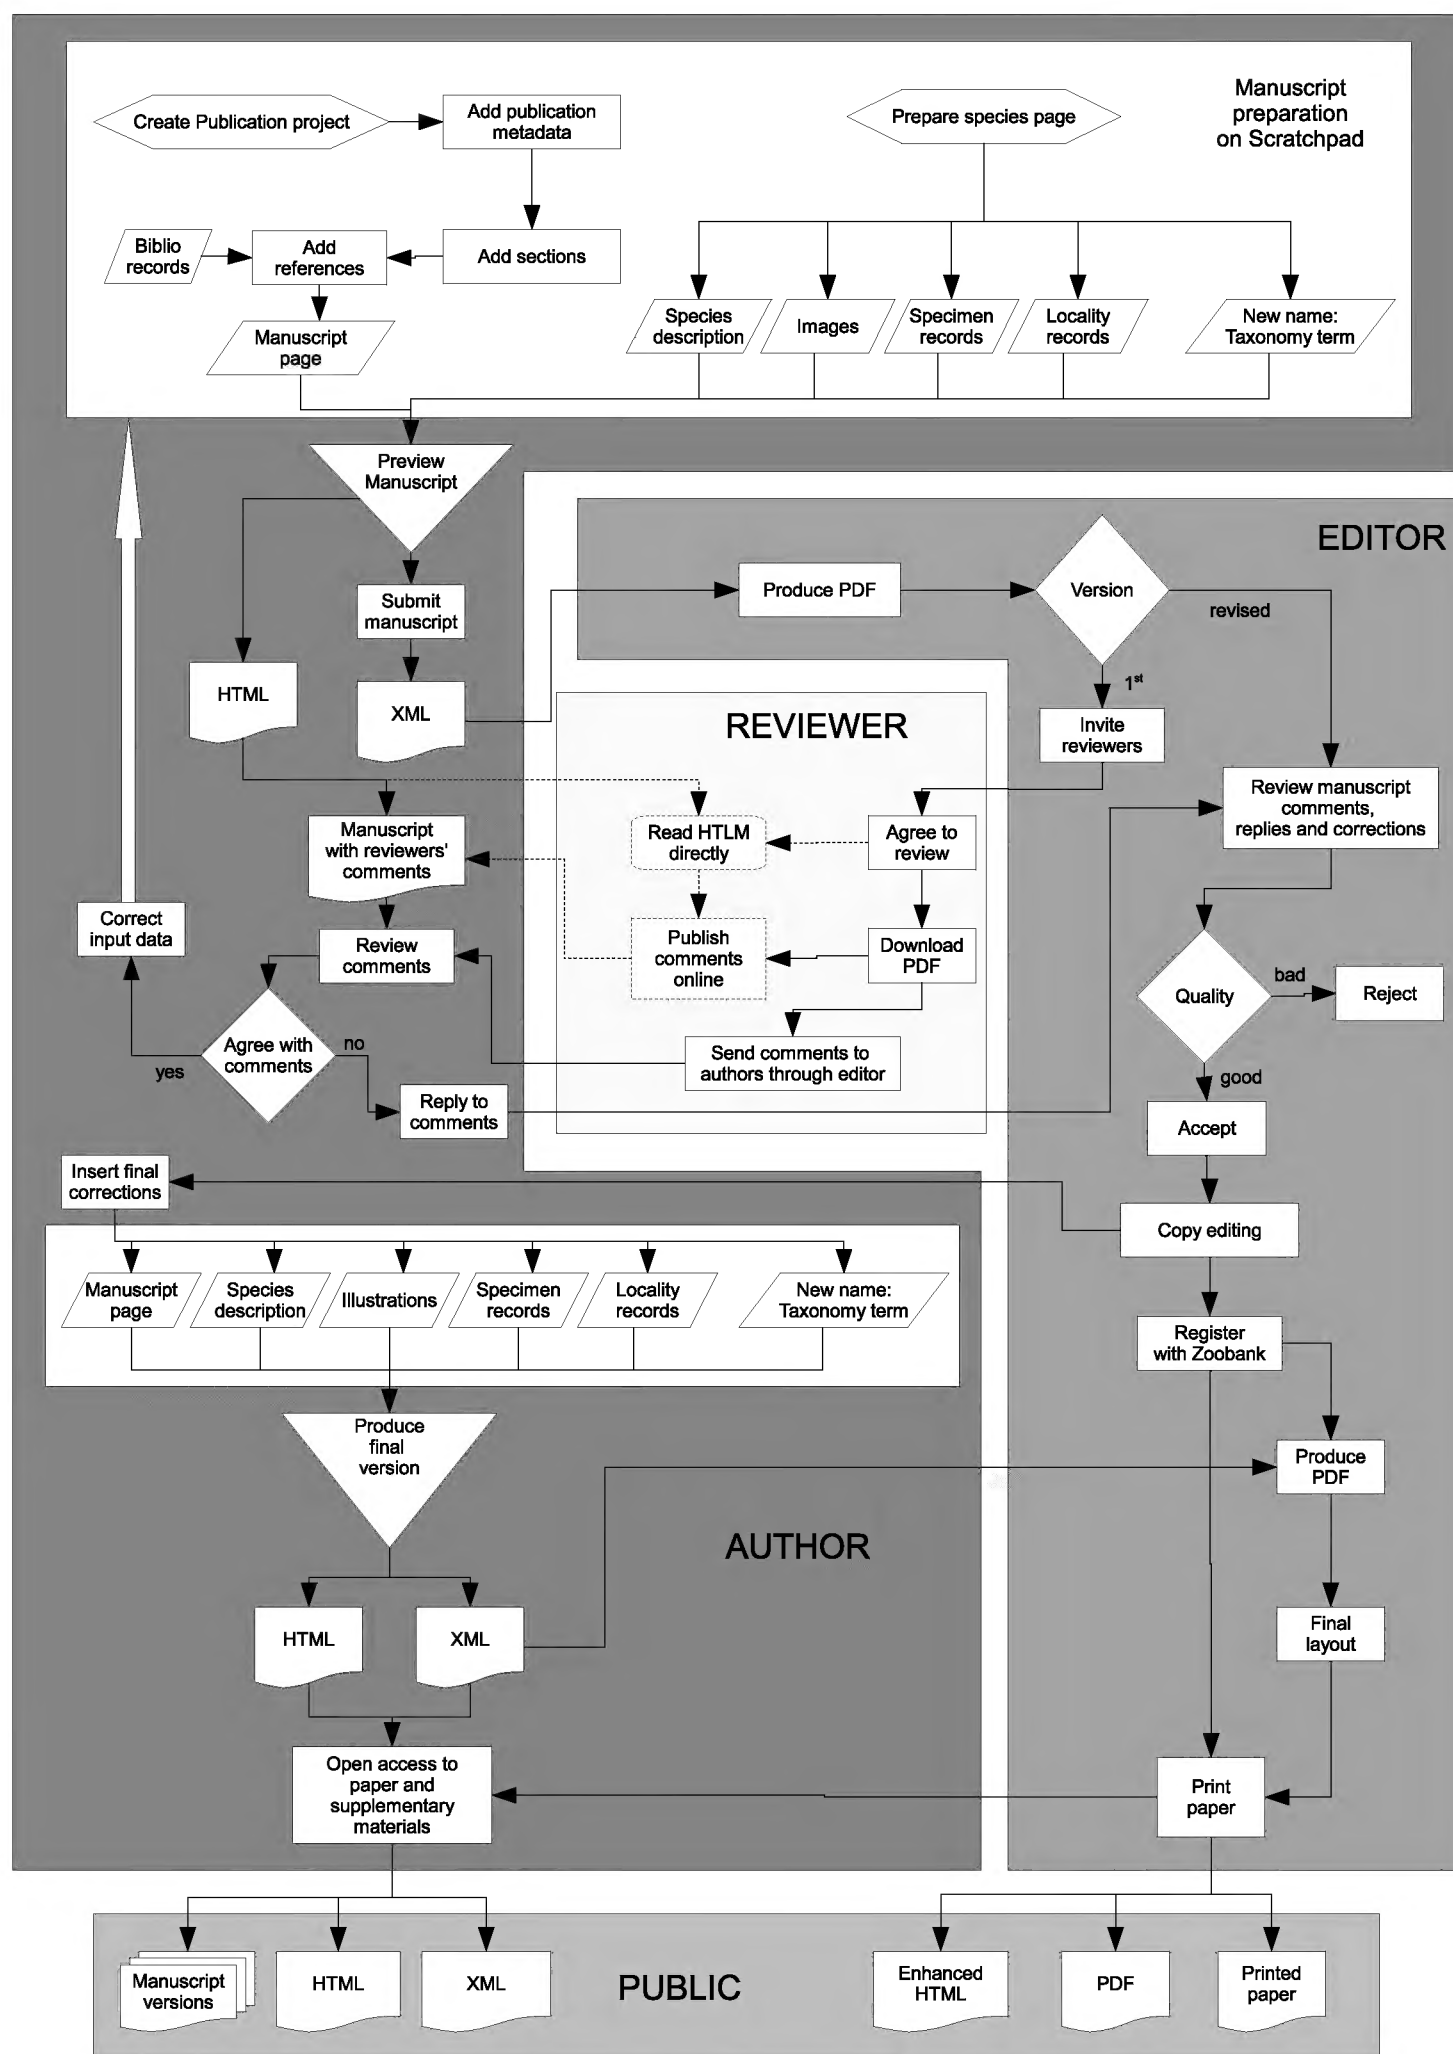 Manuscript
preparation
on Scratchpad
Create Publication project
Add publication
metadata
Prepare species page
Biblio
records
Add
references
Add sections
Manuscript
page
Species
description
Images
Specimen
records
Locality
records
New name:
Taxonomy term
Preview
Manuscript
EDITOR
Submit
manuscript
Produce PDF
Version
revised
HTML
XML
1st
REVIEWER
Invite
reviewers
Review manuscript
comments,
replies and corrections
Manuscript
with reviewers'
comments
Read HTLM
directly
Agree to
review
Correct
input data
Review
comments
Publish
comments
online
Download
PDF
Quality
bad
Reject
Agree with
comments
yes
no
Send comments to
authors through editor
good
Reply to
comments
Accept
Insert final
corrections
Copy editing
Manuscript
page
Species
description
Illustrations
Specimen
records
Locality
records
New name:
Taxonomy term
Register
with Zoobank
Produce
final
version
Produce
PDF
AUTHOR
HTML
XML
Final
layout
Open access to
paper and
supplementary
materials
Print
paper
Manuscript
versions
HTML
XML
PUBLIC
Enhanced
HTML
PDF
Printed
paper